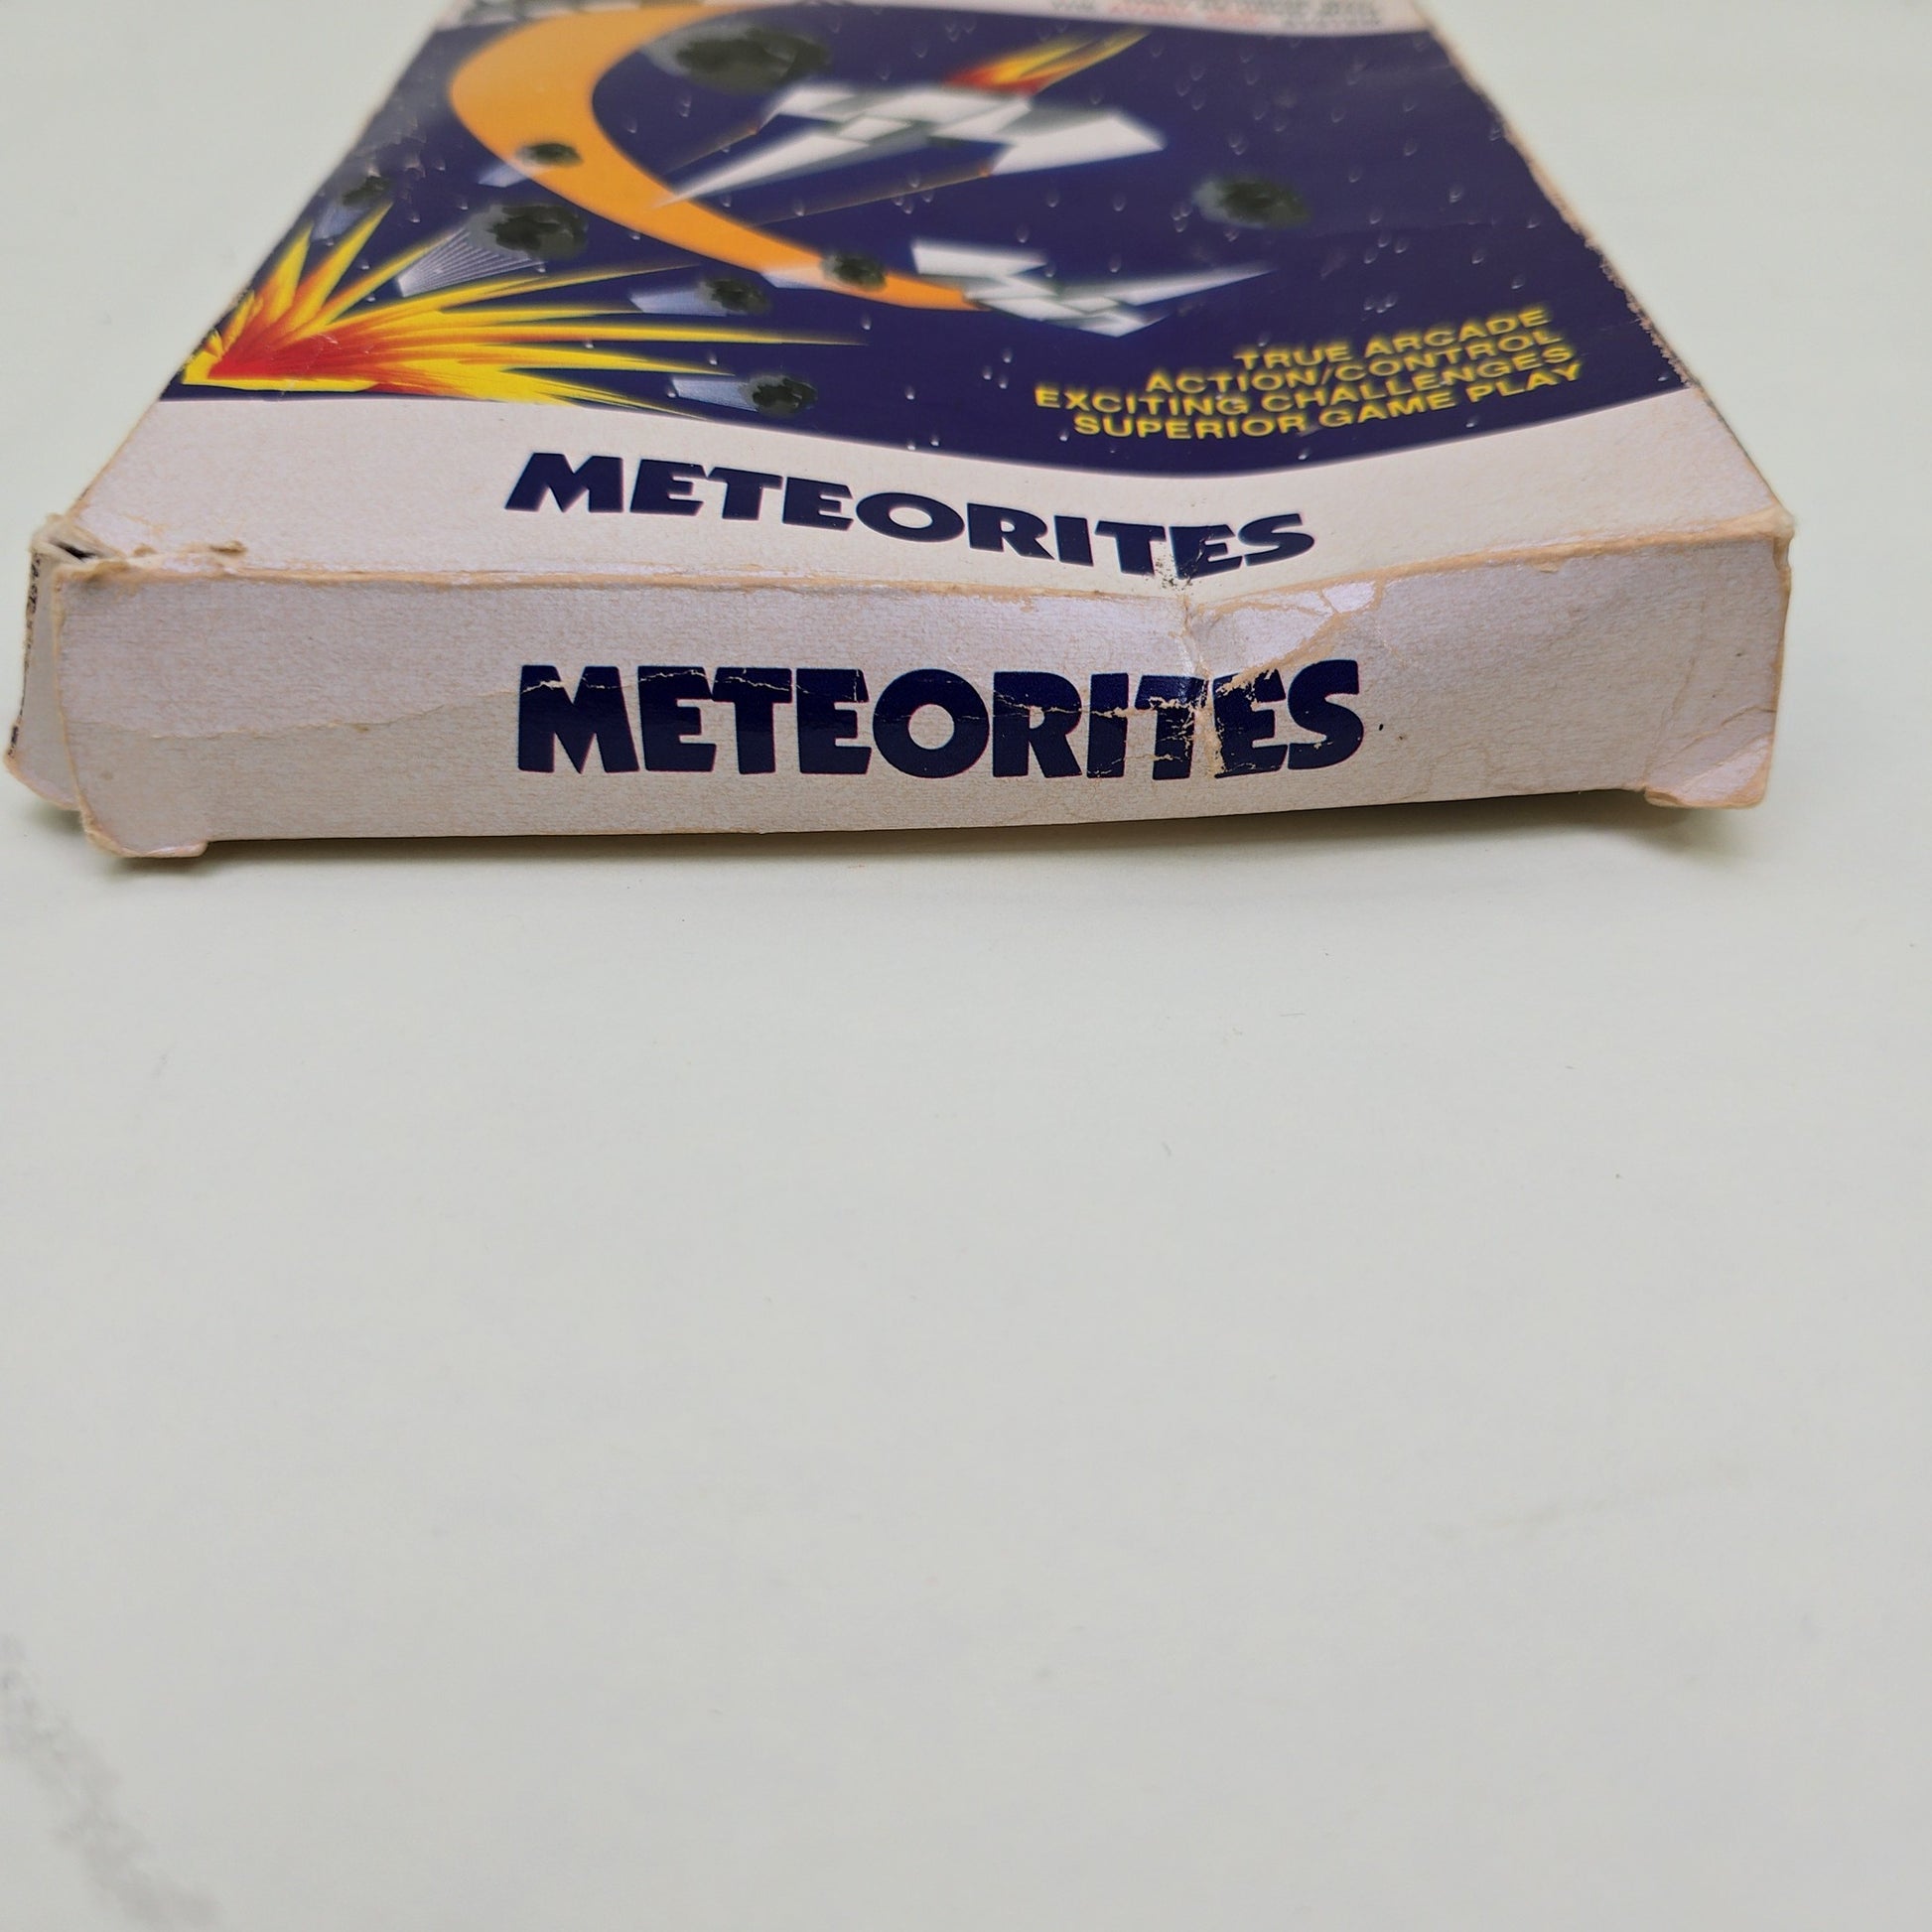 TRUE ARCADE
ACTION/CONTROL
EXCITING CHALLENGES
SUPERIOR GAME PLAY
METEORITES
METEORITES